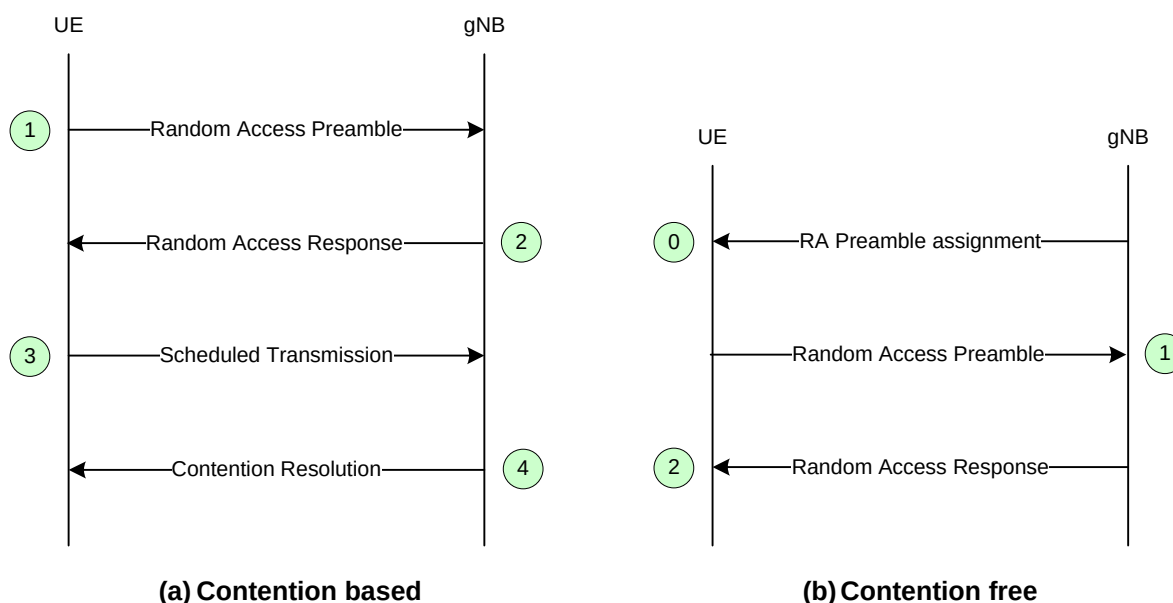 UE
gNB
1
Random Access Preamble
Random Access Response
2
3
Scheduled Transmission
Contention Resolution
4
(a) Contention based
UE
gNB
0
RA Preamble assignment
Random Access Preamble
1
2
Random Access Response
(b) Contention free